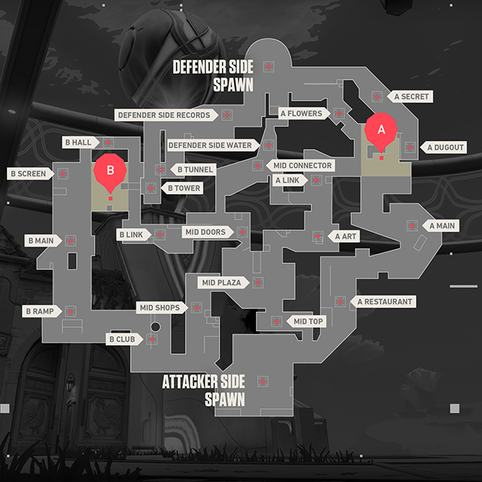 DEFENDER SIDE
SPAWN
A SECRET
DEFENDER SIDE RECORDS
A FLOWERS
A
B HALL
DEFENDER SIDE WATER
A DUGOUT
B SCREEN
B
B TUNNEL
MID CONNECTOR
A LINK
B TOWER
A MAIN
B MAIN
B LINK
MID DOORS
A ART
MID PLAZA
A RESTAURANT
B RAMP
MID SHOPS
MID TOP
B CLUB
ATTACKER SIDE
SPAWN